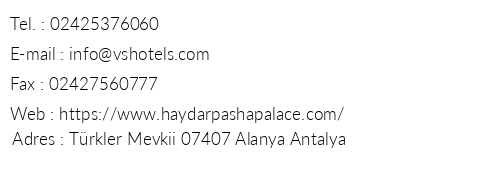 Tel. : 02425376060
E-mail : info@vshotels.com
Fax : 02427560777
Web : https://www.haydarpashapalace.com/
Adres : Türkler Mevkii 07407 Alanya Antalya